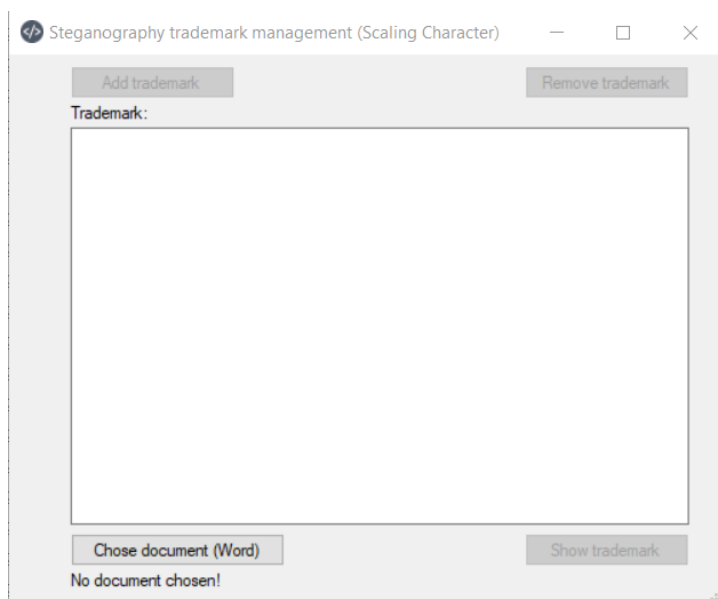 Steganography trademark management (Scaling Character)
Add trademark Remove trademark
Trademark:
Chose document (Word) Show trademark
No document chosen!